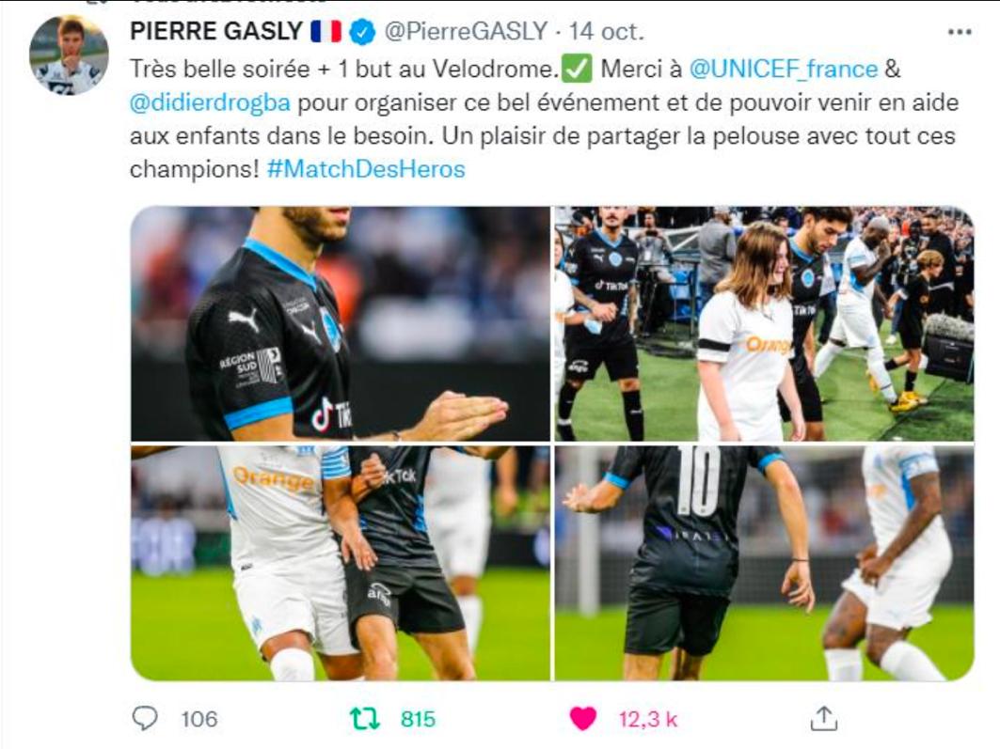 PIERRE GASLY @PierreGASLY · 14 oct.
Très belle soirée + 1 but au Velodrome. Merci à @UNICEF_france &
@didierdrogba pour organiser ce bel événement et de pouvoir venir en aide
aux enfants dans le besoin. Un plaisir de partager la pelouse avec tout ces
champions! #MatchDesHeros
RÉGION
SUD
TikTok
TikTok
Orange
Orange
TikTok
10
106 815 12,3 k